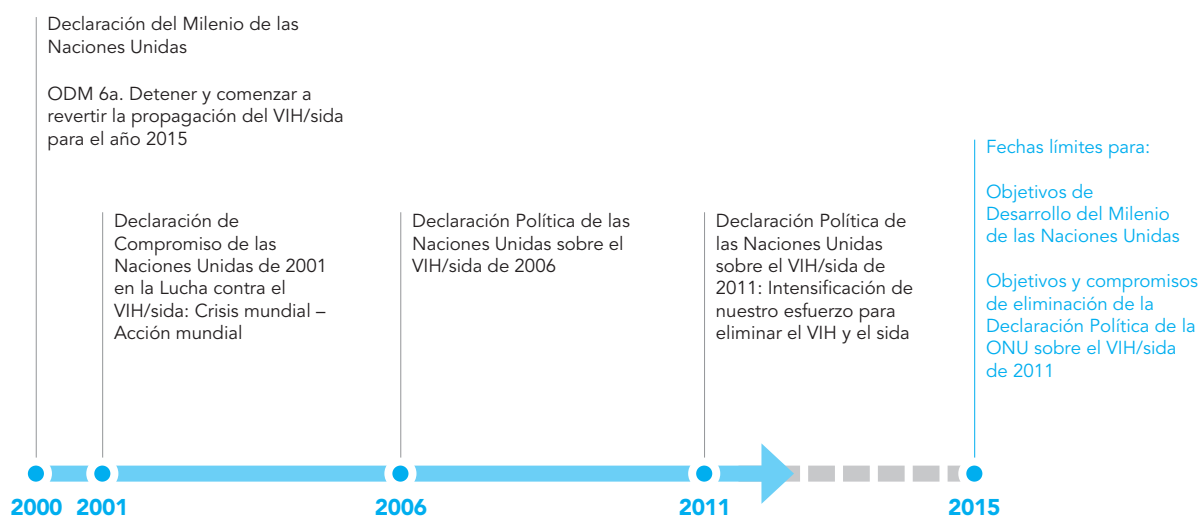 Declaración del Milenio de las
Naciones Unidas
ODM 6a. Detener y comenzar a
revertir la propagación del VIH/sida
para el año 2015
Declaración de
Compromiso de las
Naciones Unidas de 2001
en la Lucha contra el
VIH/sida: Crisis mundial –
Acción mundial
Declaración Política de las
Naciones Unidas sobre el
VIH/sida de 2006
Declaración Política de
las Naciones Unidas
sobre el VIH/sida de
2011: Intensificación de
nuestro esfuerzo para
eliminar el VIH y el sida
Fechas límites para:
Objetivos de
Desarrollo del Milenio
de las Naciones Unidas
Objetivos y compromisos
de eliminación de la
Declaración Política de la
ONU sobre el VIH/sida
de 2011
2000 2001 2006 2011 2015